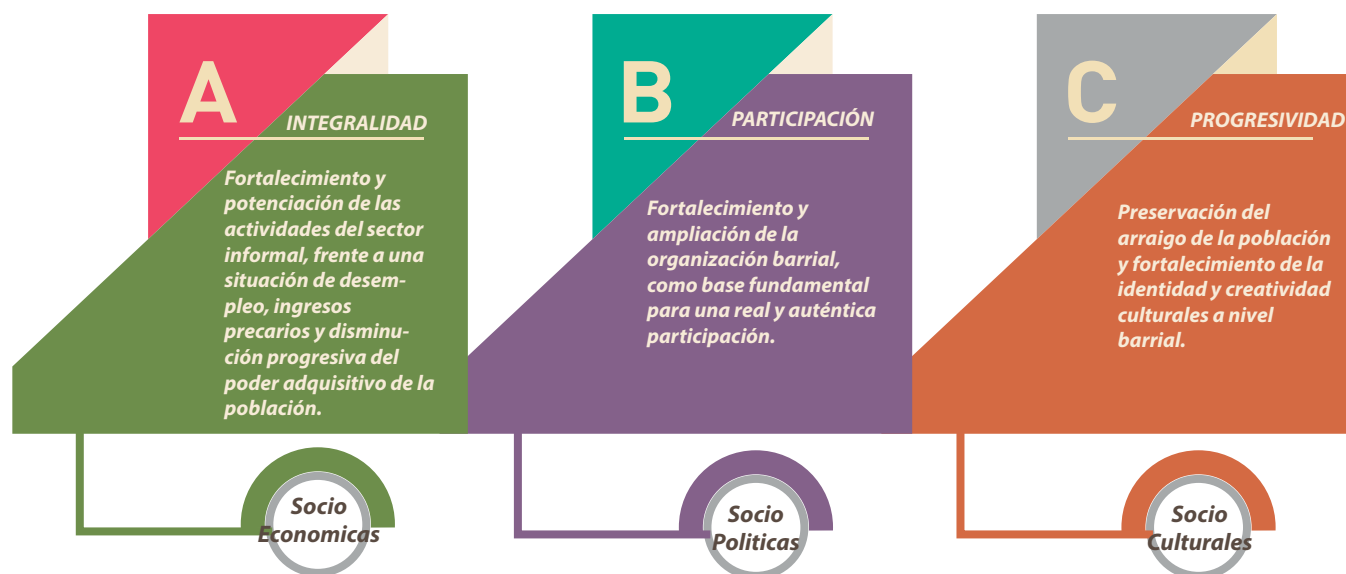 A
INTEGRALIDAD
Fortalecimiento y
potenciación de las
actividades del sector
informal, frente a una
situación de desem-
pleo, ingresos
precarios y disminu-
ción progresiva del
poder adquisitivo de la
población.
Socio
Economicas
B
PARTICIPACIÓN
Fortalecimiento y
ampliación de la
organización barrial,
como base fundamental
para una real y auténtica
participación.
Socio
Politicas
C
PROGRESIVIDAD
Preservación del
arraigo de la población
y fortalecimiento de la
identidad y creatividad
culturales a nivel
barrial.
Socio
Culturales